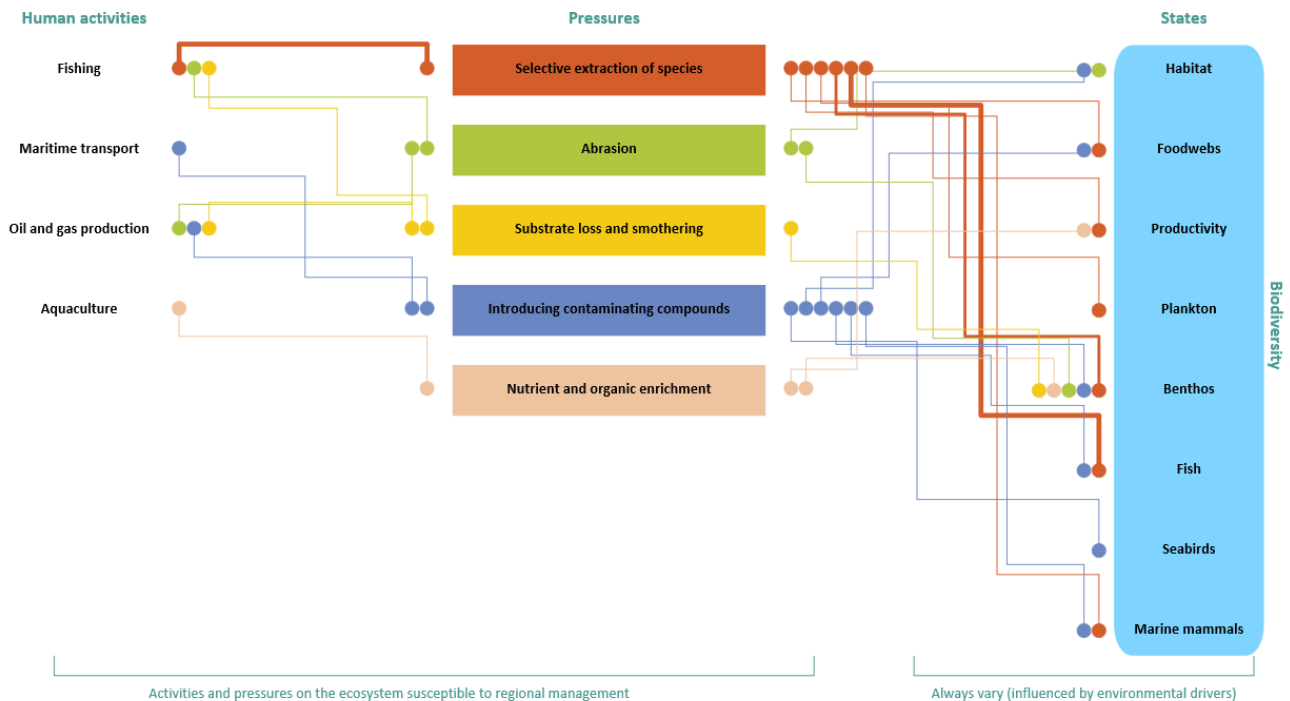 Human activities
Pressures
States
Fishing
Selective extraction of species
Habitat
Maritime transport
Abrasion
Foodwebs
Oil and gas production
Substrate loss and smothering
Productivity
Aquaculture
Introducing contaminating compounds
Plankton
Biodiversity
Nutrient and organic enrichment
Benthos
Fish
Seabirds
Marine mammals
Activities and pressures on the ecosystem susceptible to regional management
Always vary (influenced by environmental drivers)